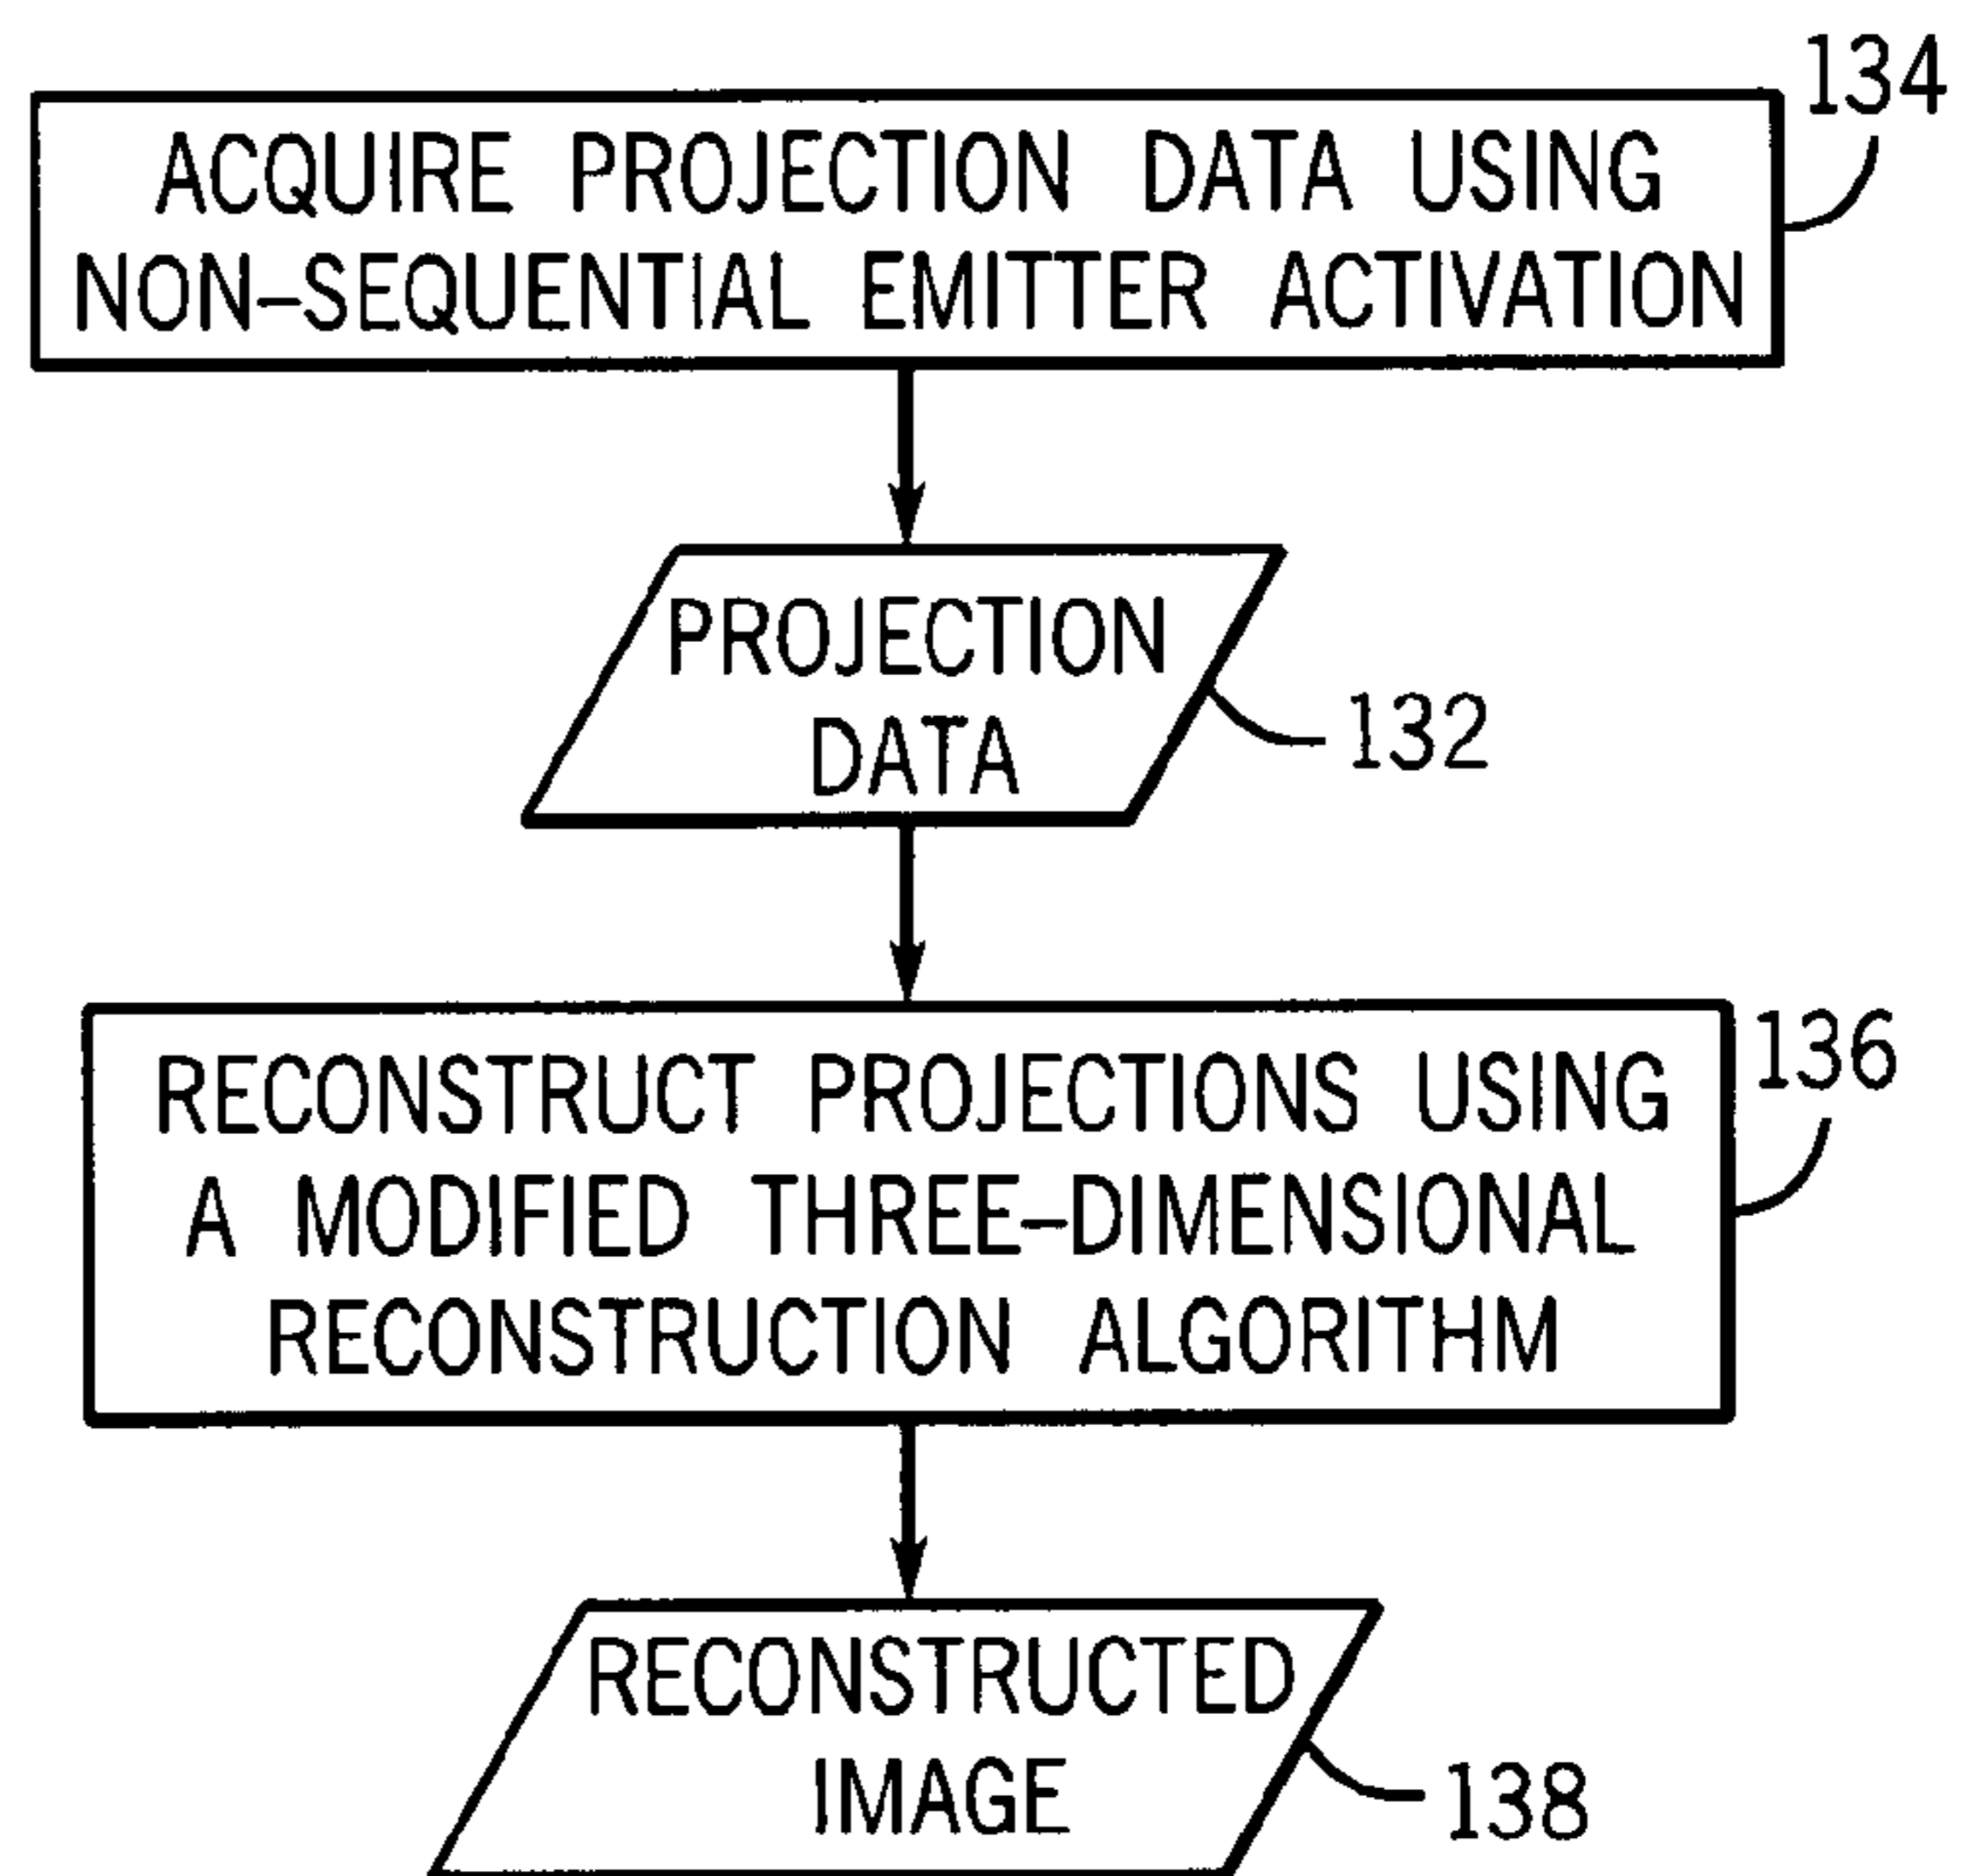 134
ACQUIRE PROJECTION DATA USING
NON-SEQUENTIAL EMITTER ACTIVATION
PROJECTION
DATA
132
RECONSTRUCT PROJECTIONS USING
A MODIFIED THREE-DIMENSIONAL
RECONSTRUCTION ALGORITHM
136
RECONSTRUCTED
IMAGE
138